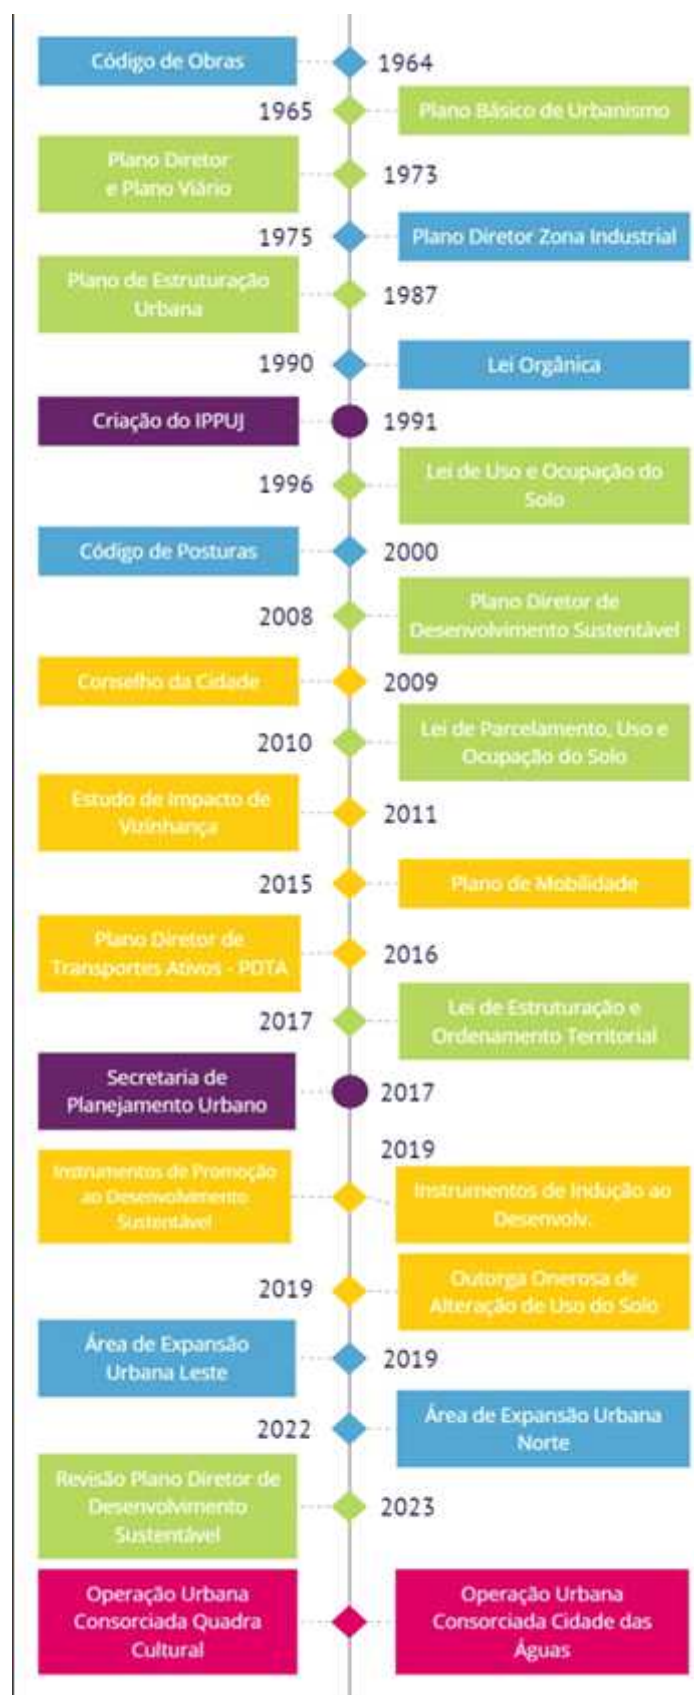 Código de Obras
1964
1965
Plano Básico de Urbanismo
Plano Diretor
e Plano Viário
1973
1975
Plano Diretor Zona Industrial
Plano de Estruturação
Urbana
1987
1990
Lei Orgânica
Criação do IPPUJ
1991
1996
Lei de Uso e Ocupação do
Solo
Código de Posturas
2000
2008
Plano Diretor de
Desenvolvimento Sustentável
Conselho da Cidade
2009
2010
Lei de Parcelamento, Uso e
Ocupação do Solo
Estudo de Impacto de
Vizinhança
2011
2015
Plano de Mobilidade
Plano Diretor de
Transportes Ativos - PDTA
2016
2017
Lei de Estruturação e
Ordenamento Territorial
Secretaria de
Planejamento Urbano
2017
2019
Instrumentos de Promoção
ao Desenvolvimento
Sustentável
Instrumentos de Indução ao
Desenvolv.
2019
Outorga Onerosa de
Alteração de Uso do Solo
Área de Expansão
Urbana Leste
2019
2022
Área de Expansão Urbana
Norte
Revisão Plano Diretor de
Desenvolvimento
Sustentável
2023
Operação Urbana
Consorciada Quadra
Cultural
Operação Urbana
Consorciada Cidade das
Águas